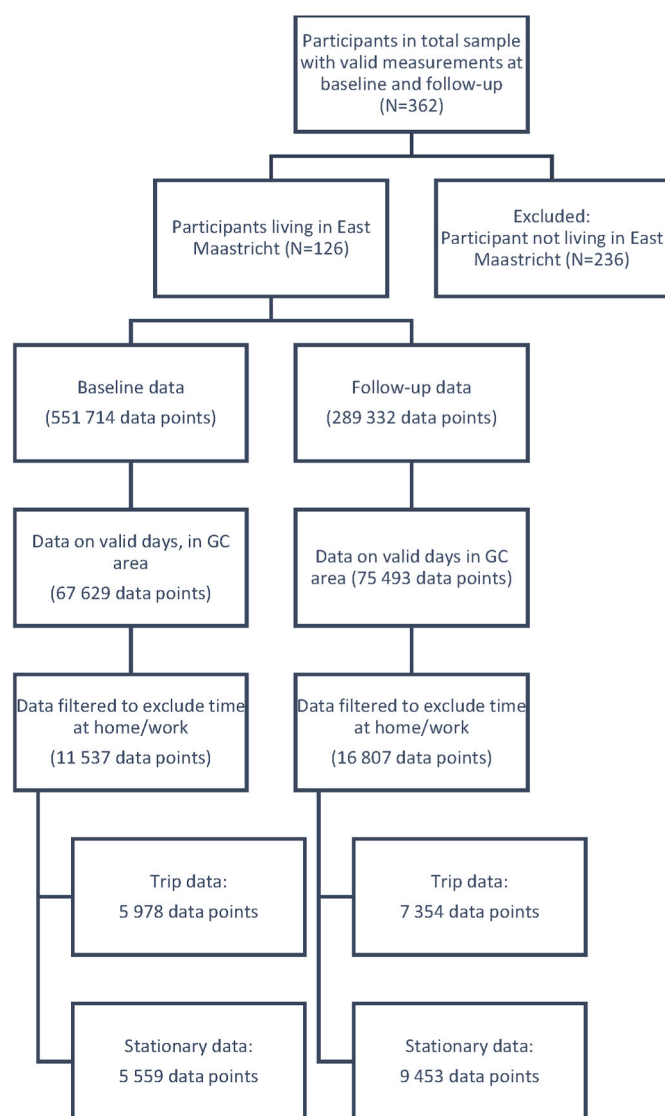 Participants in total sample
with valid measurements at
baseline and follow-up
(N=362)
Participants living in East
Maastricht (N=126)
Excluded:
Participant not living in East
Maastricht (N=236)
Baseline data
(551 714 data points)
Follow-up data
(289 332 data points)
Data on valid days, in GC
area
(67 629 data points)
Data on valid days in GC
area (75 493 data points)
Data filtered to exclude time
at home/work
(11 537 data points)
Data filtered to exclude time
at home/work
(16 807 data points)
Trip data:
5 978 data points
Trip data:
7 354 data points
Stationary data:
5 559 data points
Stationary data:
9 453 data points